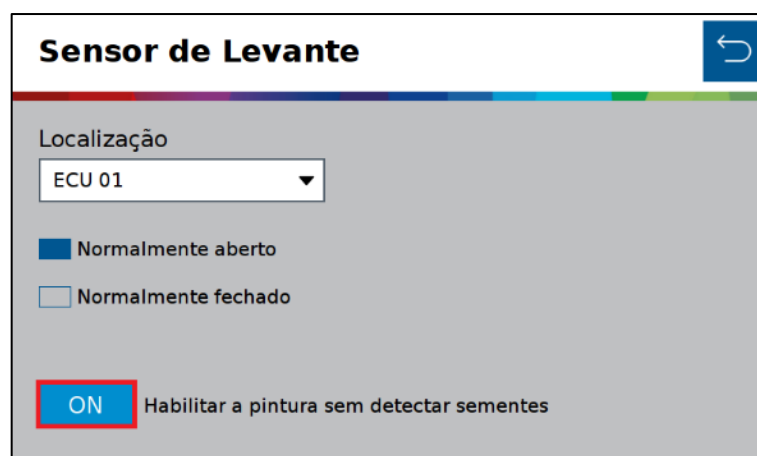 Sensor de Levante
Localização
ECU 01
Normalmente aberto
Normalmente fechado
ON Habilitar a pintura sem detectar sementes